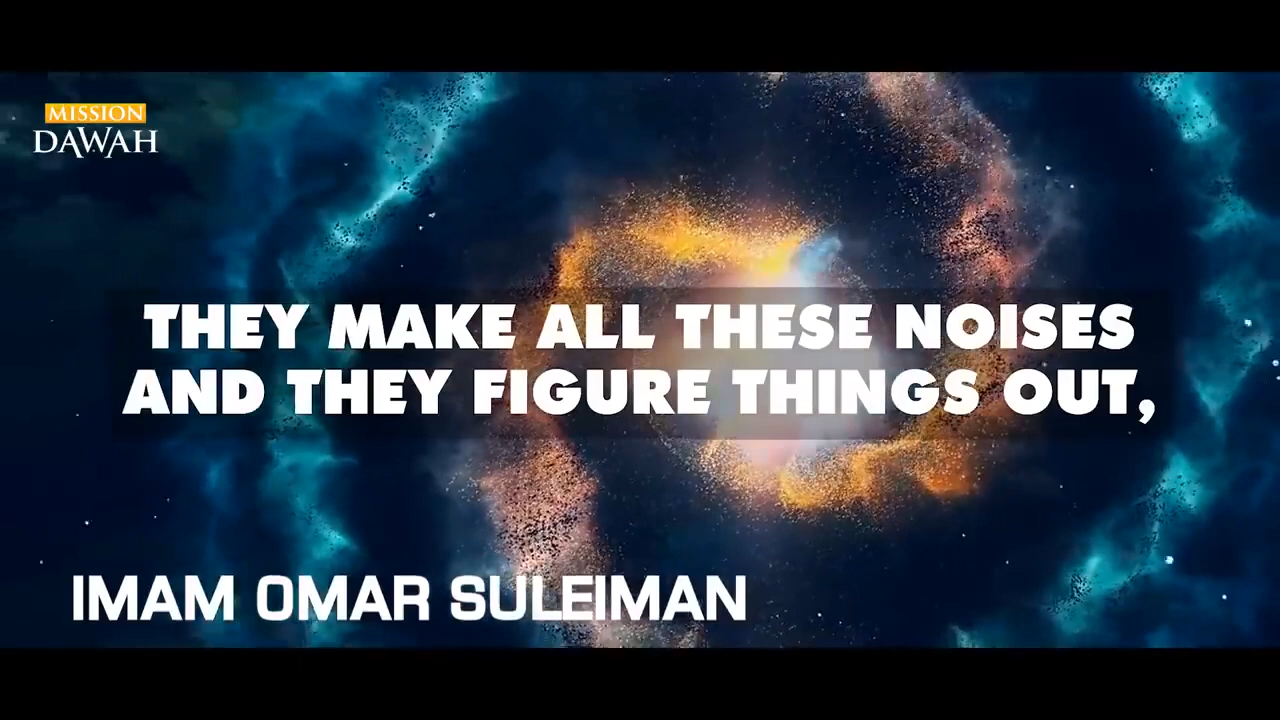 MISSION
DAWAH
THEY MAKE ALL THESE NOISES
AND THEY FIGURE THINGS OUT,
IMAM OMAR SULEIMAN